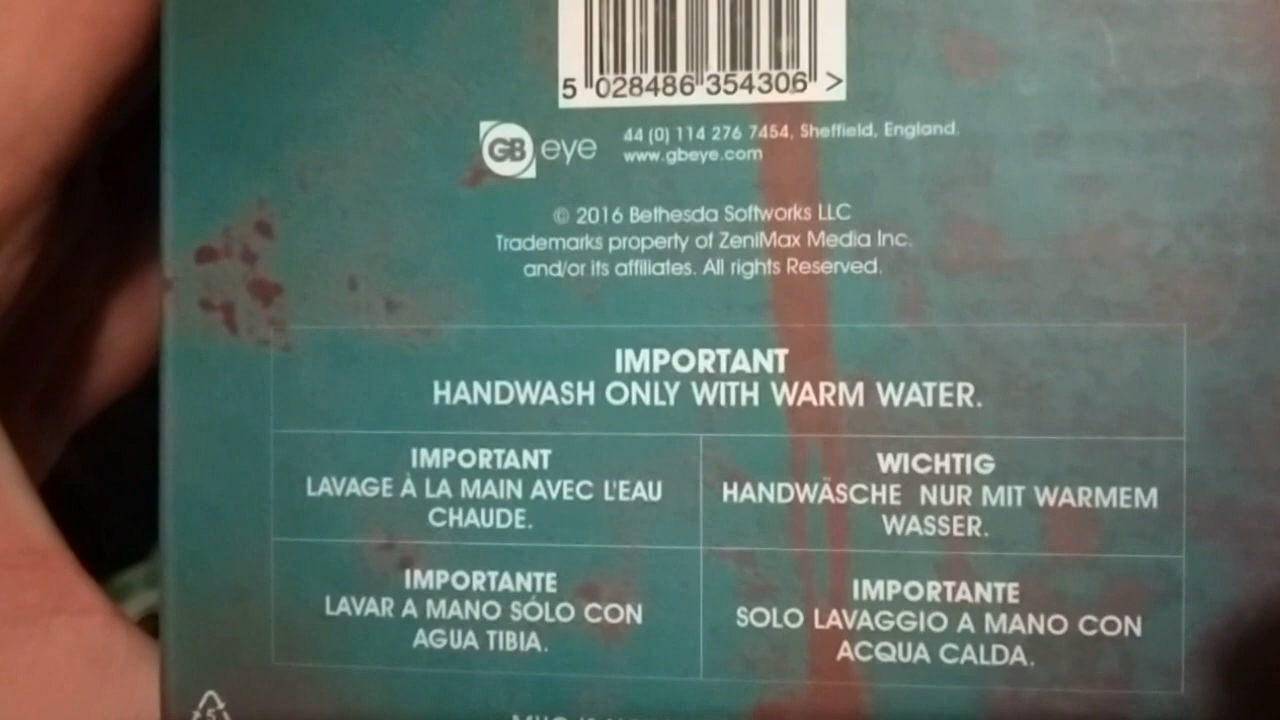 5 028486 354306 >
GB eye
44 (0) 114 276 7454, Sheffield, England.
www.gbeye.com
© 2016 Bethesda Softworks LLC
Trademarks property of ZeniMax Media Inc.
and/or its affiliates. All rights Reserved.
IMPORTANT
HANDWASH ONLY WITH WARM WATER.
IMPORTANT
LAVAGE À LA MAIN AVEC L'EAU
CHAUDE.
WICHTIG
HANDWÄSCHE NUR MIT WARMEM
WASSER.
IMPORTANTE
LAVAR A MANO SÓLO CON
AGUA TIBIA.
IMPORTANTE
SOLO LAVAGGIO A MANO CON
ACQUA CALDA.